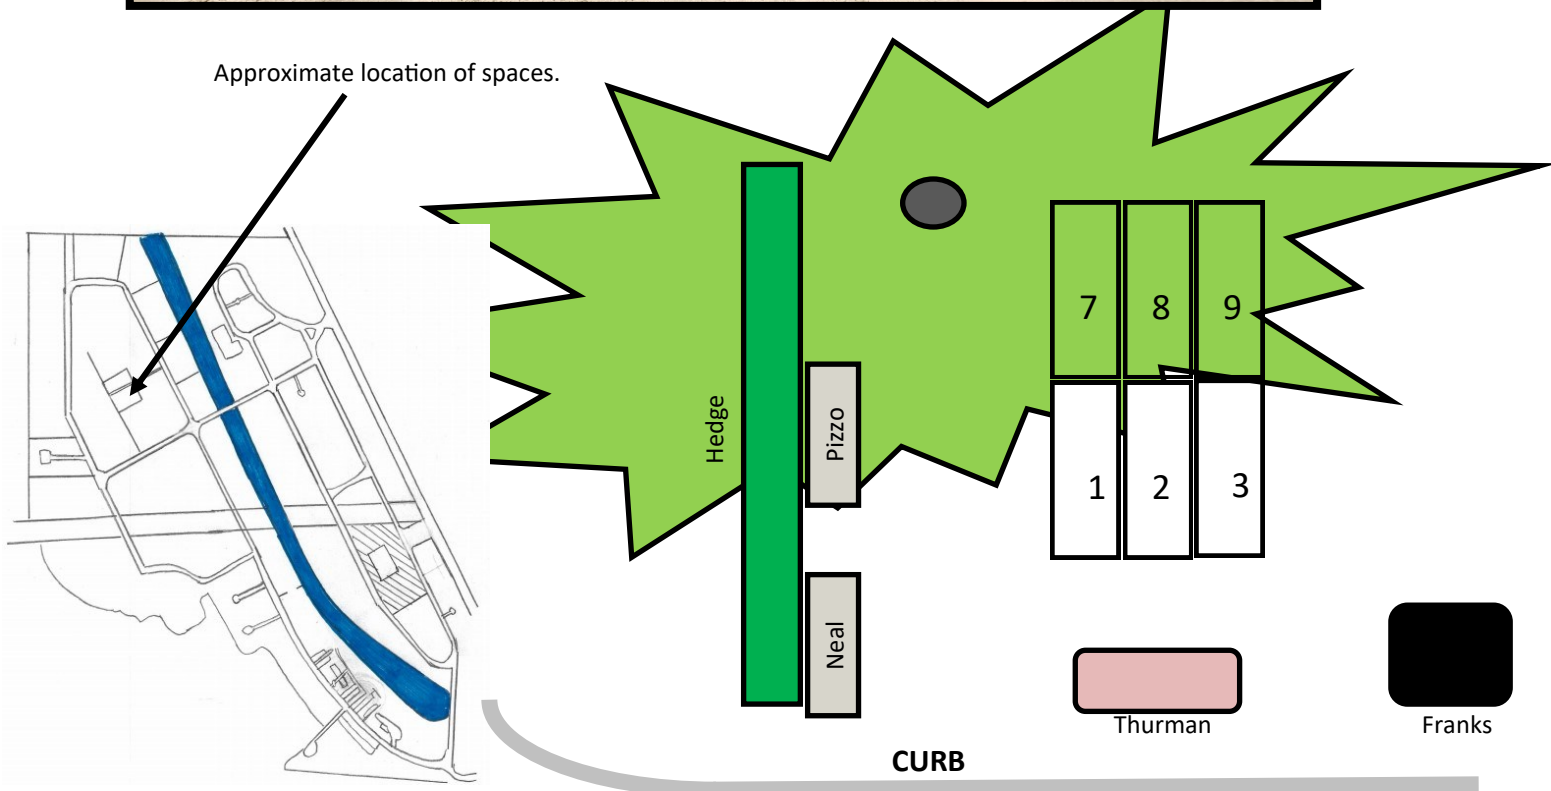 Approximate location of spaces.
7
8
9
Hedge
Pizzo
1
2
3
Neal
Thurman
Franks
CURB